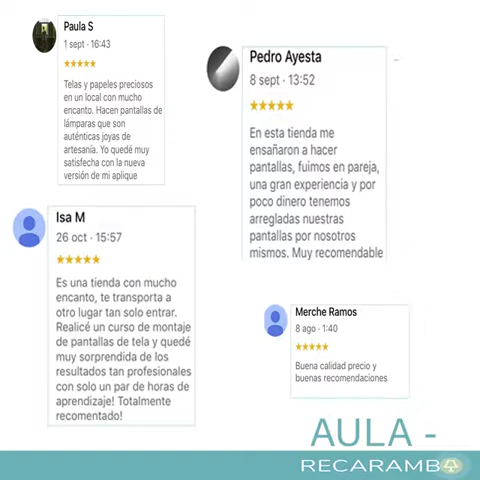 Paula S
1 sept · 16:43
★★★★★
Telas y papeles preciosos
en un local con mucho
encanto. Hacen pantallas de
lámparas que son
auténticas joyas de
artesanía. Yo quedé muy
satisfecha con la nueva
versión de mi aplique
Pedro Ayesta
8 sept · 13:52
★★★★★
En esta tienda me
ensañaron a hacer
pantallas, fuimos en pareja,
una gran experiencia y por
poco dinero tenemos
arregladas nuestras
pantallas por nosotros
mismos. Muy recomendable
Isa M
26 oct · 15:57
★★★★★
Es una tienda con mucho
encanto, te transporta a
otro lugar tan solo entrar.
Realicé un curso de montaje
de pantallas de tela y quedé
muy sorprendida de los
resultados tan profesionales
con solo un par de horas de
aprendizaje! Totalmente
recomentado!
Merche Ramos
8 ago · 1:40
★★★★★
Buena calidad precio y
buenas recomendaciones
AULA -
RECARAMBO